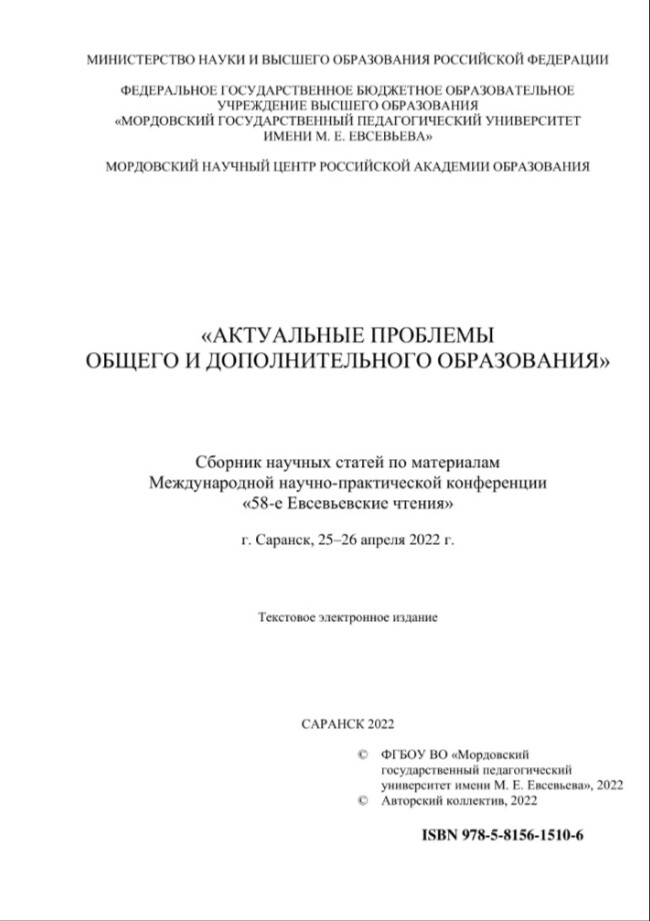 МИНИСТЕРСТВО НАУКИ И ВЫСШЕГО ОБРАЗОВАНИЯ РОССИЙСКОЙ ФЕДЕРАЦИИ
ФЕДЕРАЛЬНОЕ ГОСУДАРСТВЕННОЕ БЮДЖЕТНОЕ ОБРАЗОВАТЕЛЬНОЕ
УЧРЕЖДЕНИЕ ВЫСШЕГО ОБРАЗОВАНИЯ
«МОРДОВСКИЙ ГОСУДАРСТВЕННЫЙ ПЕДАГОГИЧЕСКИЙ УНИВЕРСИТЕТ
ИМЕНИ М. Е. ЕВСЕВЬЕВА»
МОРДОВСКИЙ НАУЧНЫЙ ЦЕНТР РОССИЙСКОЙ АКАДЕМИИ ОБРАЗОВАНИЯ
«АКТУАЛЬНЫЕ ПРОБЛЕМЫ
ОБЩЕГО И ДОПОЛНИТЕЛЬНОГО ОБРАЗОВАНИЯ»
Сборник научных статей по материалам
Международной научно-практической конференции
«58-е Евсевьевские чтения»
г. Саранск, 25–26 апреля 2022 г.
Текстовое электронное издание
САРАНСК 2022
© ФГБОУ ВО «Мордовский
государственный педагогический
университет имени М. Е. Евсевьева», 2022
© Авторский коллектив, 2022
ISBN 978-5-8156-1510-6